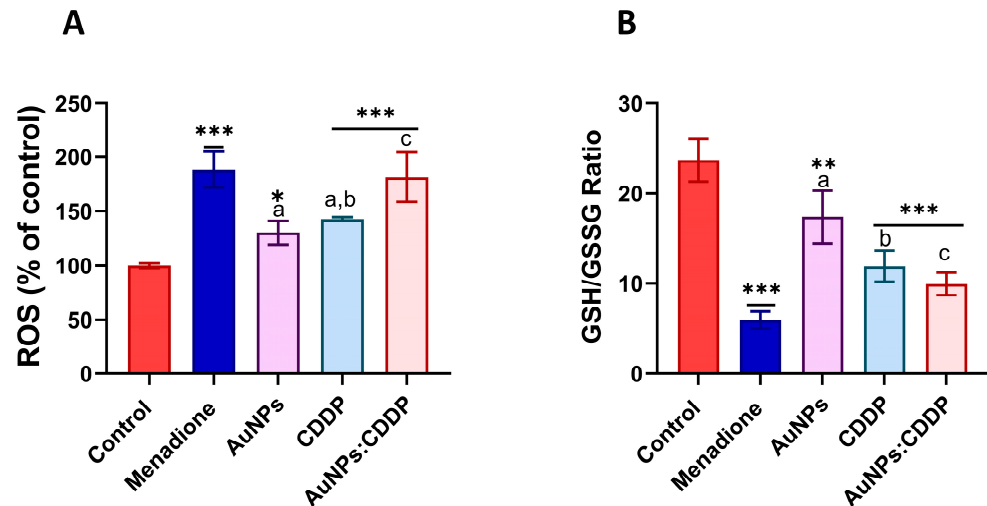 A
ROS (% of control)
250
200
150
100
50
0
***
*
a
a,b
***
c
Control
Menadione
AuNPs
CDDP
AuNPs:CDDP
B
GSH/GSSG Ratio
30
20
10
0
***
**
a
***
b
c
Control
Menadione
AuNPs
CDDP
AuNPs:CDDP